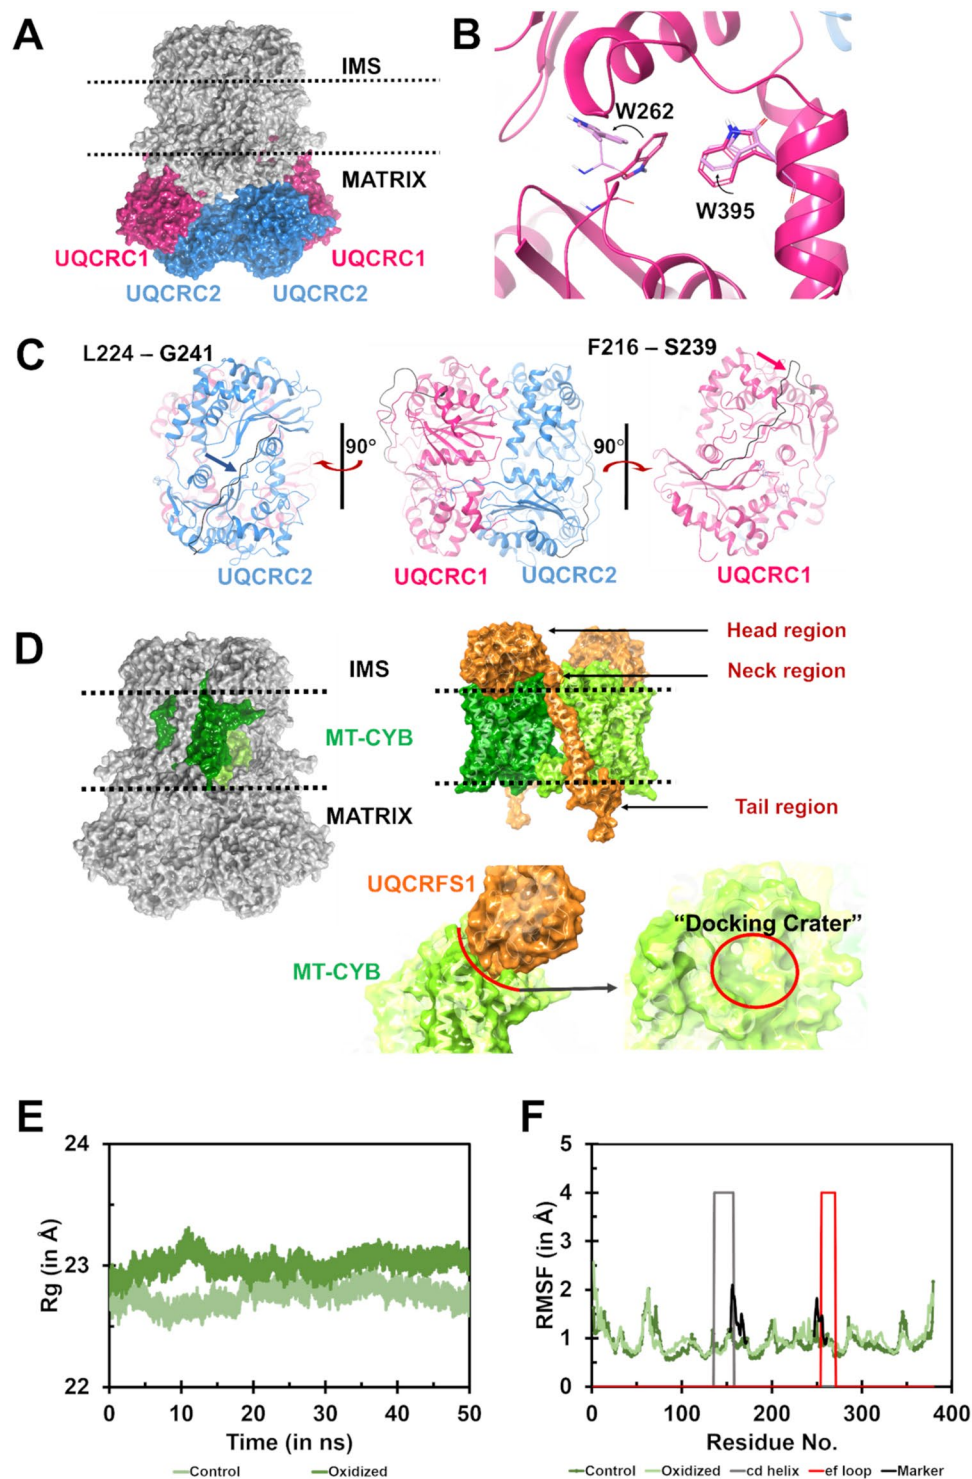 A
IMS
MATRIX
UQCRC1
UQCRC1
UQCRC2
UQCRC2
B
W262
W395
C
L224 – G241
F216 – S239
90°
90°
UQCRC2
UQCRC1
UQCRC2
UQCRC1
D
IMS
MT-CYB
MATRIX
Head region
Neck region
Tail region
UQCRFS1
MT-CYB
“Docking Crater”
E
24
23
22
Rg (in Å)
0
10
20
30
40
50
Time (in ns)
Control
Oxidized
F
5
4
3
2
1
0
RMSF (in Å)
0
100
200
300
400
Residue No.
Control
Oxidized
cd helix
ef loop
Marker